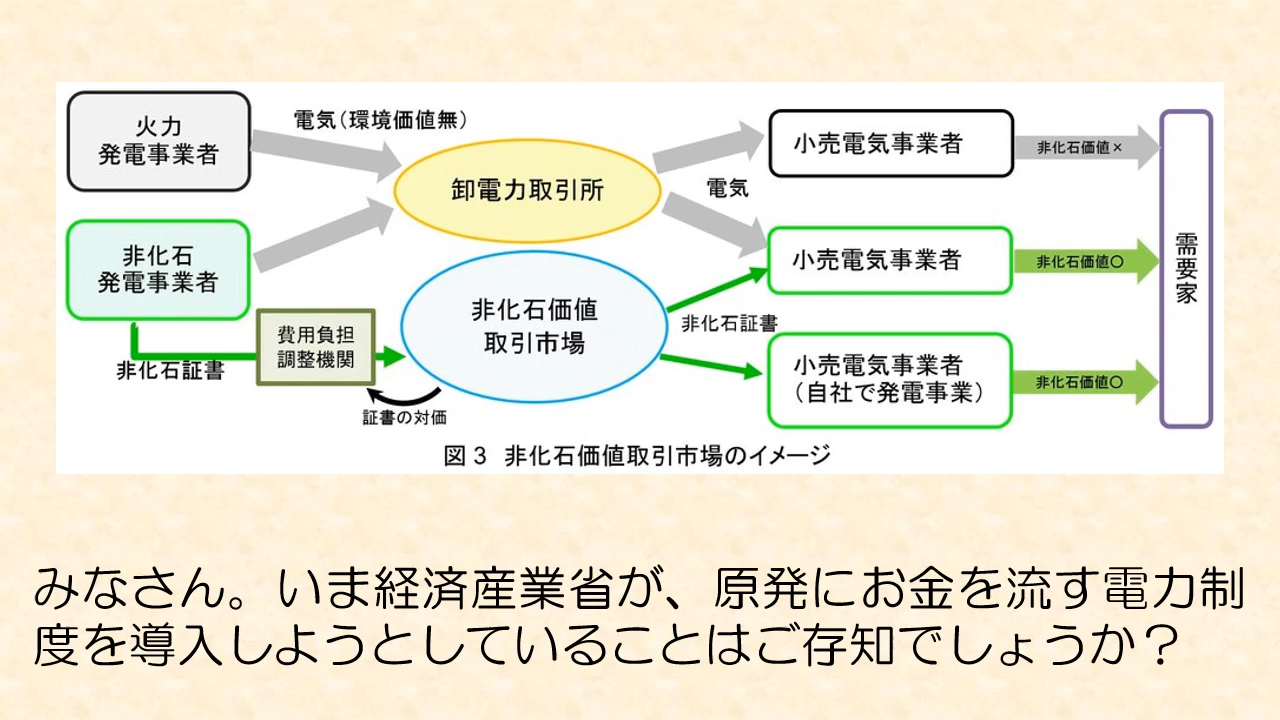 火力
発電事業者
電気（環境価値無）
卸電力取引所
電気
小売電気事業者
非化石価値×
非化石
発電事業者
非化石証書
費用負担
調整機関
証書の対価
非化石価値
取引市場
非化石証書
小売電気事業者
非化石価値〇
小売電気事業者
（自社で発電事業）
非化石価値〇
需要家
図３ 非化石価値取引市場のイメージ
みなさん。いま経済産業省が、原発にお金を流す電力制
度を導入しようとしていることはご存知でしょうか？